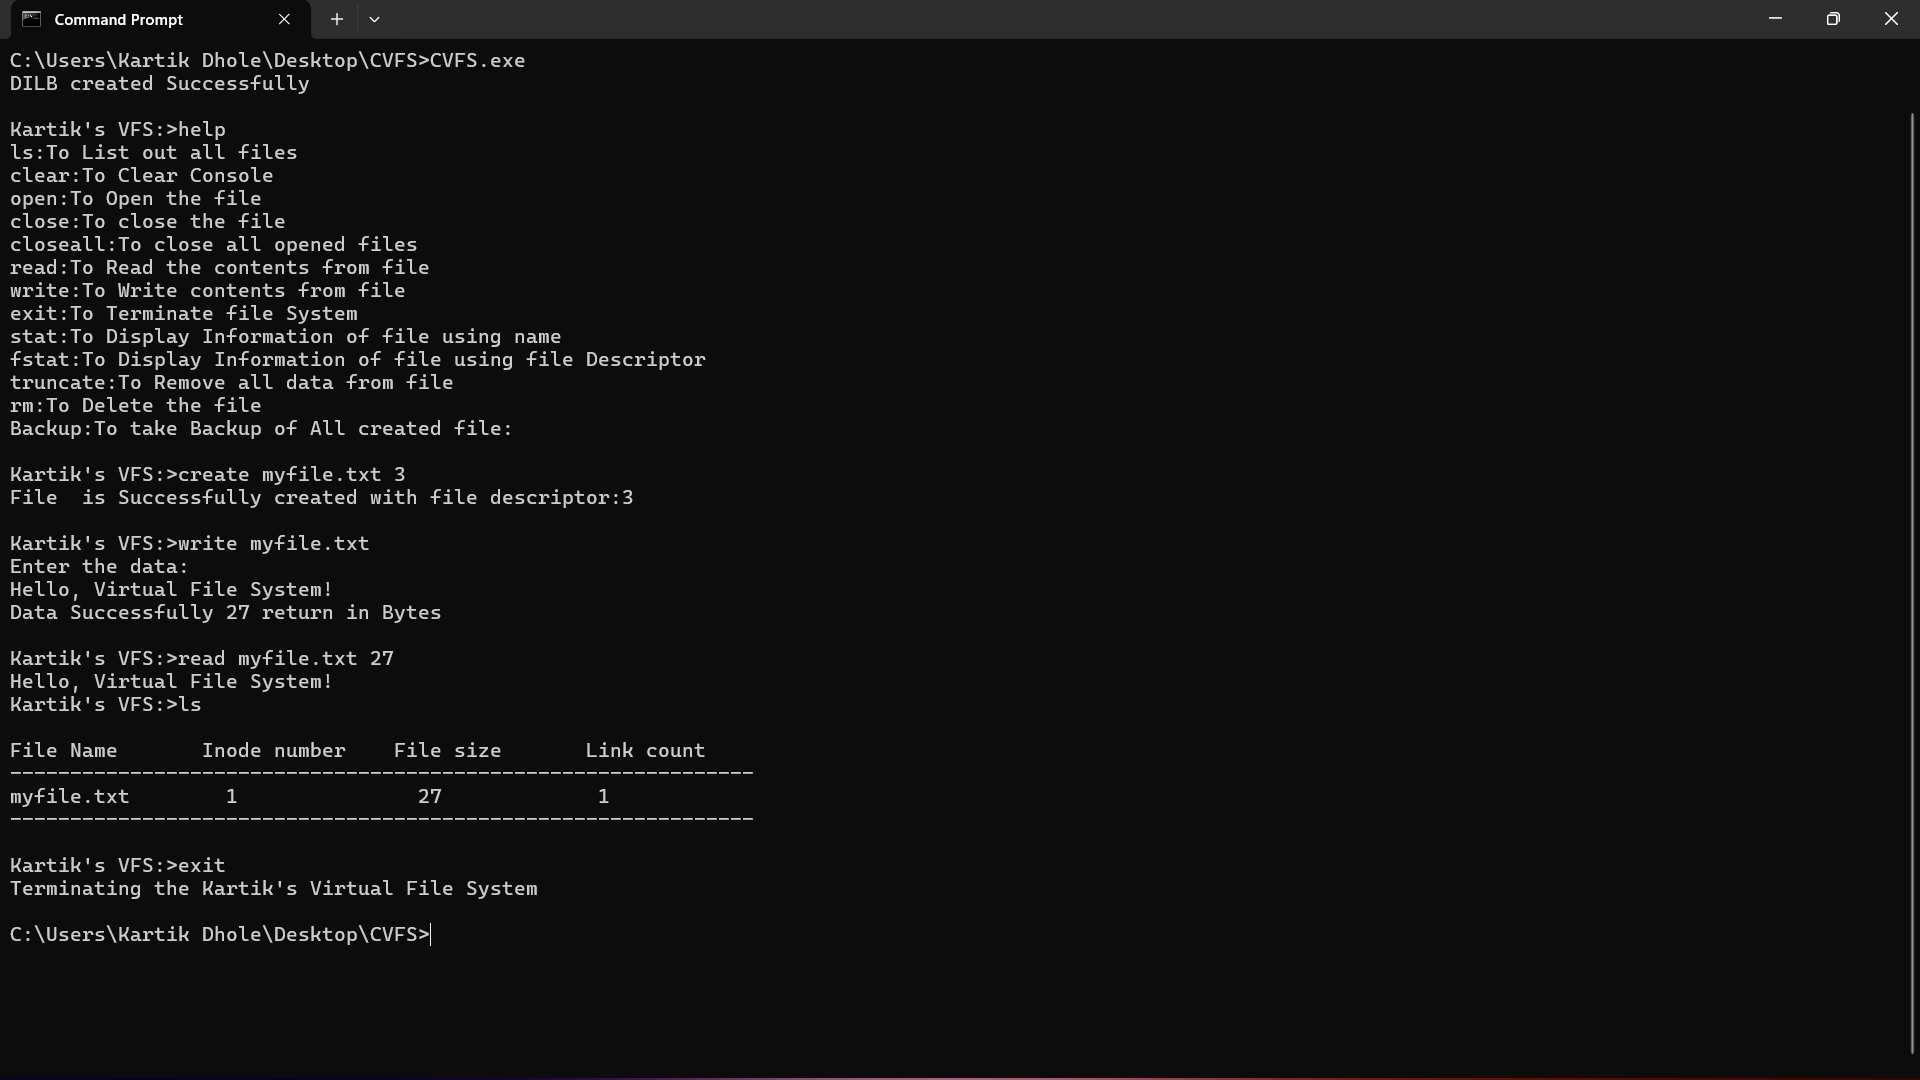 Command Prompt
C:\Users\Kartik Dhole\Desktop\CVFS>CVFS.exe
DILB created Successfully
Kartik's VFS:>help
ls:To List out all files
clear:To Clear Console
open:To Open the file
close:To close the file
closeall:To close all opened files
read:To Read the contents from file
write:To Write contents from file
exit:To Terminate file System
stat:To Display Information of file using name
fstat:To Display Information of file using file Descriptor
truncate:To Remove all data from file
rm:To Delete the file
Backup:To take Backup of All created file:
Kartik's VFS:>create myfile.txt 3
File  is Successfully created with file descriptor:3
Kartik's VFS:>write myfile.txt
Enter the data:
Hello, Virtual File System!
Data Successfully 27 return in Bytes
Kartik's VFS:>read myfile.txt 27
Hello, Virtual File System!
Kartik's VFS:>ls
File Name       Inode number    File size       Link count
--------------------------------------------------------------
myfile.txt        1               27             1
--------------------------------------------------------------
Kartik's VFS:>exit
Terminating the Kartik's Virtual File System
C:\Users\Kartik Dhole\Desktop\CVFS>